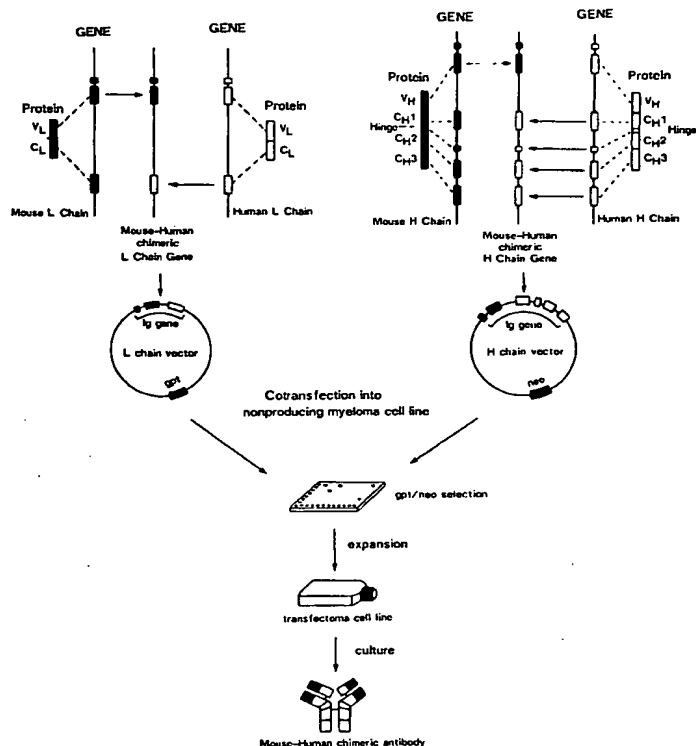 GENE
GENE
Protein
Protein
VL
CL
VL
CL
Mouse L Chain
Human L Chain
Mouse-Human
chimeric
L Chain Gene
Ig gene
L chain vector
gpt
GENE
GENE
Protein
Protein
VH
CH1
Hinge
CH2
CH3
VH
CH1
Hinge
CH2
CH3
Mouse H Chain
Human H Chain
Mouse-Human
chimeric
H Chain Gene
Ig gene
H chain vector
neo
Cotransfection into
nonproducing myeloma cell line
gpt/neo selection
expansion
transfectoma cell line
culture
Mouse-Human chimeric antibody